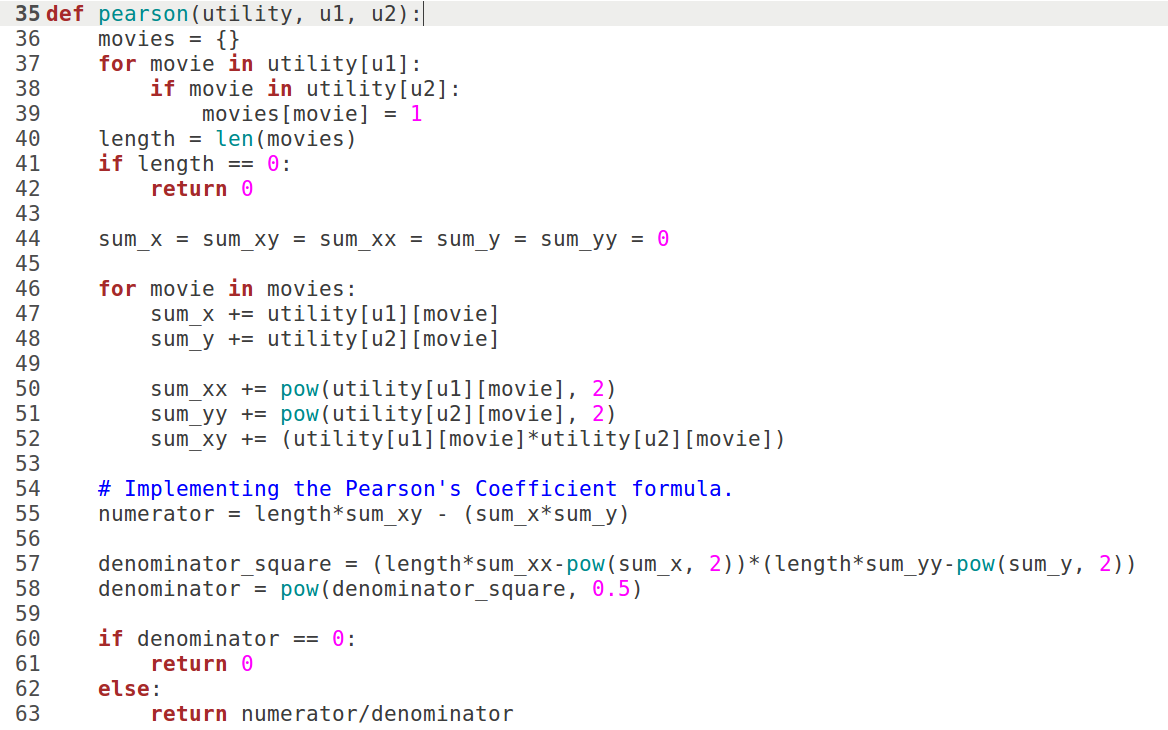 35 def pearson(utility, u1, u2):
36     movies = {}
37     for movie in utility[u1]:
38         if movie in utility[u2]:
39             movies[movie] = 1
40     length = len(movies)
41     if length == 0:
42         return 0
43
44     sum_x = sum_xy = sum_xx = sum_y = sum_yy = 0
45
46     for movie in movies:
47         sum_x += utility[u1][movie]
48         sum_y += utility[u2][movie]
49
50         sum_xx += pow(utility[u1][movie], 2)
51         sum_yy += pow(utility[u2][movie], 2)
52         sum_xy += (utility[u1][movie]*utility[u2][movie])
53
54     # Implementing the Pearson's Coefficient formula.
55     numerator = length*sum_xy - (sum_x*sum_y)
56
57     denominator_square = (length*sum_xx-pow(sum_x, 2))*(length*sum_yy-pow(sum_y, 2))
58     denominator = pow(denominator_square, 0.5)
59
60     if denominator == 0:
61         return 0
62     else:
63         return numerator/denominator